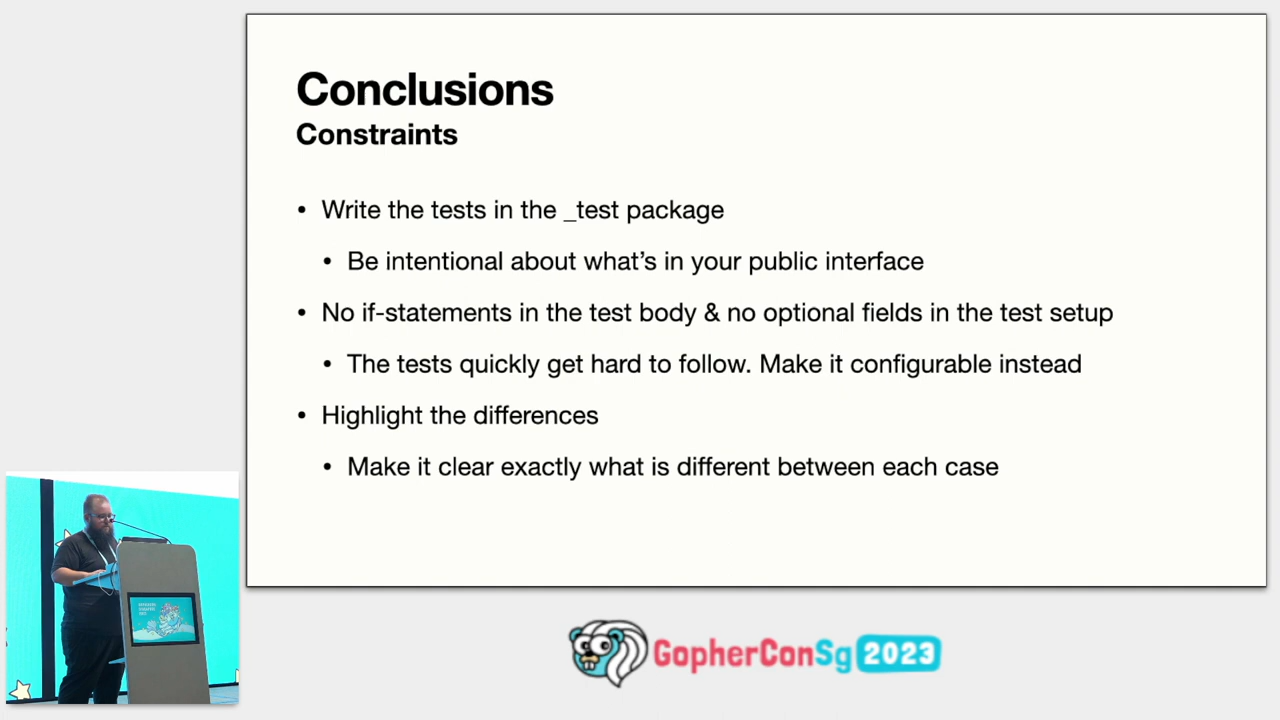 Conclusions
Constraints
• Write the tests in the _test package
• Be intentional about what's in your public interface
• No if-statements in the test body & no optional fields in the test setup
• The tests quickly get hard to follow. Make it configurable instead
• Highlight the differences
• Make it clear exactly what is different between each case
GopherConSg 2023